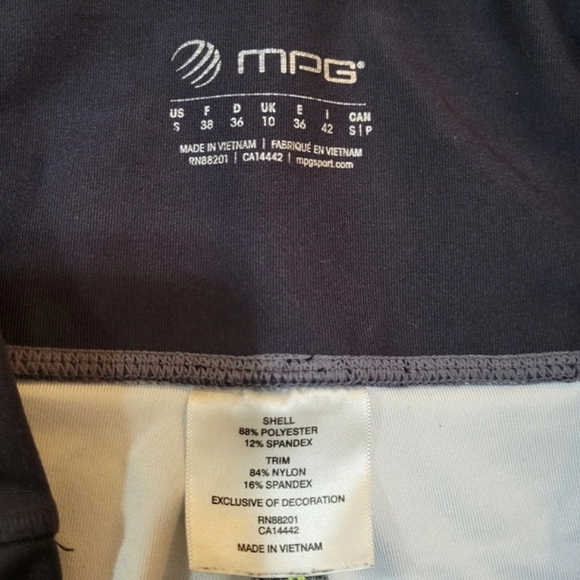 MPG®
US F D UK E I CAN
S 38 36 10 36 42 S|P
MADE IN VIETNAM | FABRIQUÉ EN VIETNAM
RN88201 | CA14442 | mpgsport.com
SHELL
88% POLYESTER
12% SPANDEX
TRIM
84% NYLON
16% SPANDEX
EXCLUSIVE OF DECORATION
RN88201
CA14442
MADE IN VIETNAM